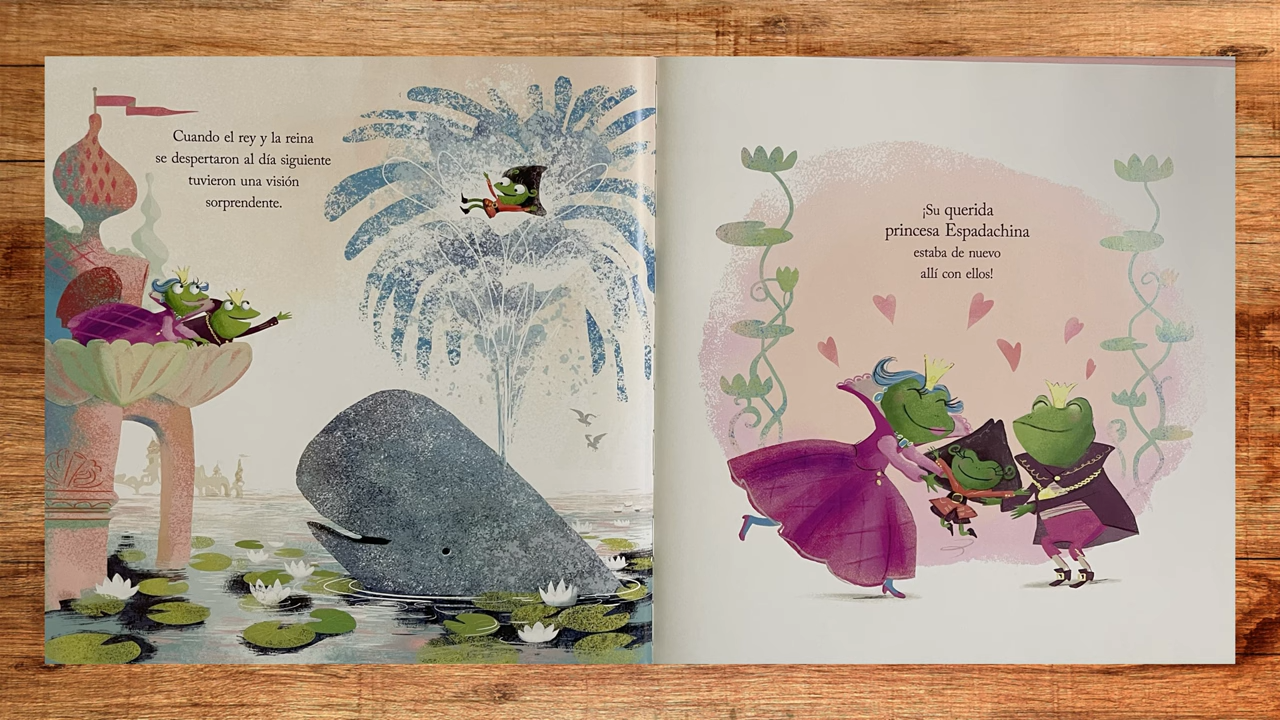 Cuando el rey y la reina
se despertaron al día siguiente
tuvieron una visión
sorprendente.
¡Su querida
princesa Espadachina
estaba de nuevo
allí con ellos!